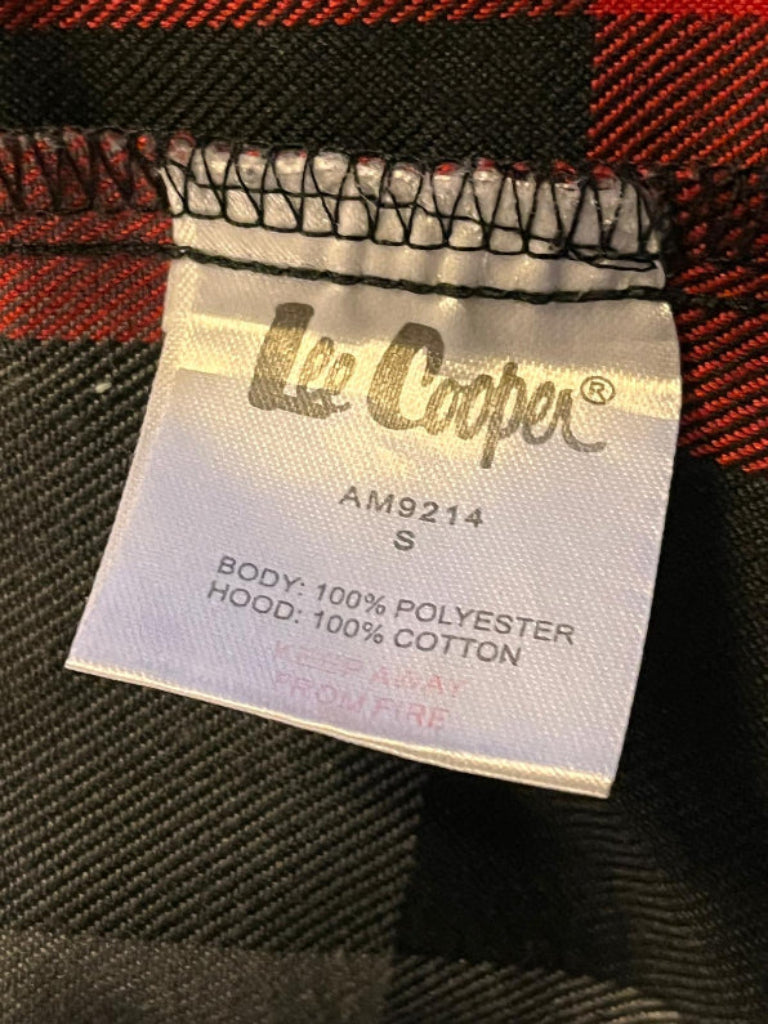 Lee Cooper®
AM9214
S
BODY: 100% POLYESTER
HOOD: 100% COTTON
KEEP AWAY
FROM FIRE